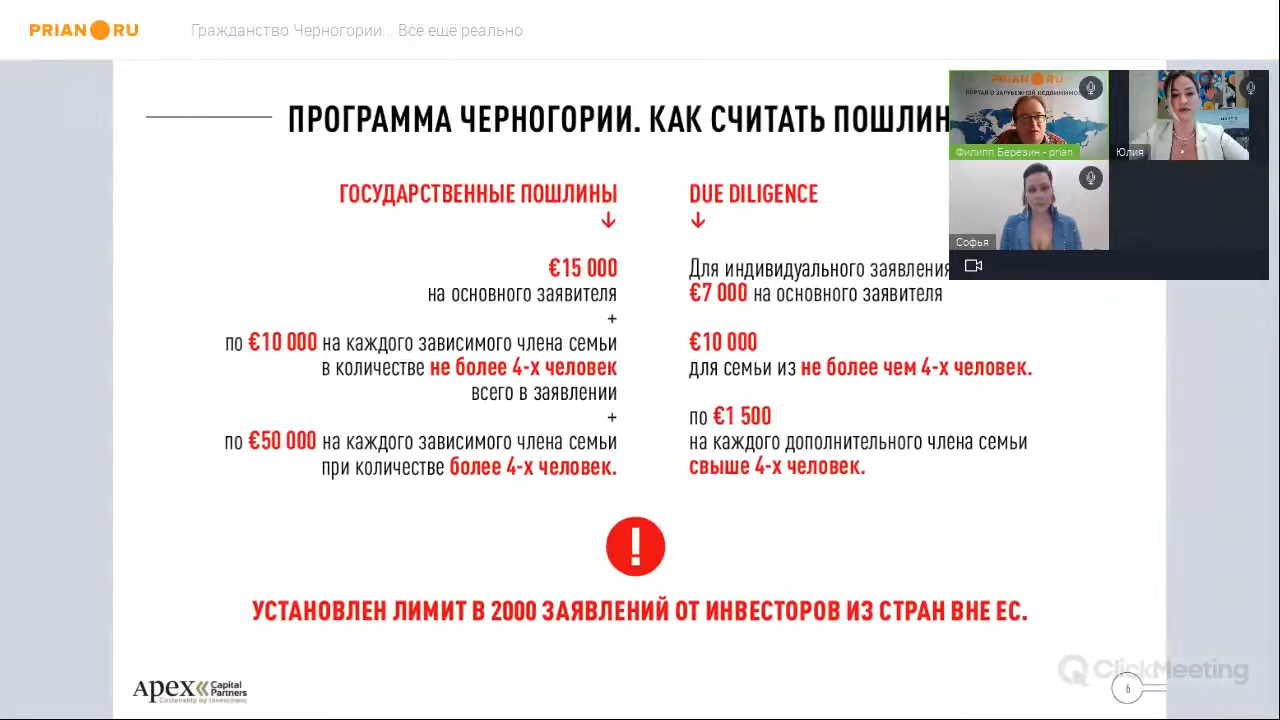 PRIAN RU
Гражданство Черногории... Всё ещё реально
ПРОГРАММА ЧЕРНОГОРИИ. КАК СЧИТАТЬ ПОШЛИН
ГОСУДАРСТВЕННЫЕ ПОШЛИНЫ
↓
€15 000
на основного заявителя
+
по €10 000 на каждого зависимого члена семьи
в количестве не более 4-х человек
всего в заявлении
+
по €50 000 на каждого зависимого члена семьи
при количестве более 4-х человек.
DUE DILIGENCE
↓
Для индивидуального заявления
€7 000 на основного заявителя
€10 000
для семьи из не более чем 4-х человек.
по €1 500
на каждого дополнительного члена семьи
свыше 4-х человек.
PRIAN RU
ПОРТАЛ О ЗАРУБЕЖНОЙ НЕДВИЖИМО
Филипп Березин - prian
Юлия
Софья
!
УСТАНОВЛЕН ЛИМИТ В 2000 ЗАЯВЛЕНИЙ ОТ ИНВЕСТОРОВ ИЗ СТРАН ВНЕ ЕС.
APEX Capital Partners
Citizenship by Investment
ClickMeeting
6